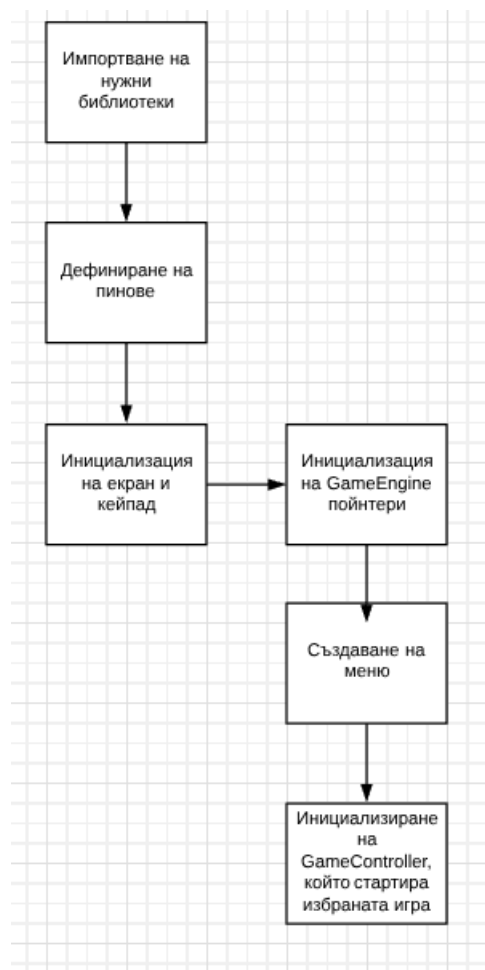 Импортване на
нужни
библиотеки
Дефиниране на
пинове
Инициализация
на екран и
кейпад
Инициализация
на GameEngine
пойнтери
Създаване на
меню
Инициализиране
на
GameController,
който стартира
избраната игра